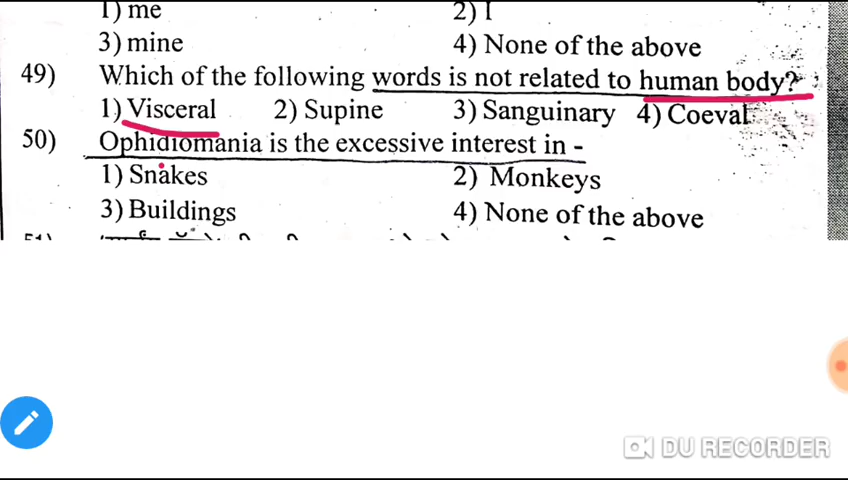 1) me 2) I
3) mine 4) None of the above
49) Which of the following words is not related to human body?
1) Visceral 2) Supine 3) Sanguinary 4) Coeval
50) Ophidiomania is the excessive interest in -
1) Snakes 2) Monkeys
3) Buildings 4) None of the above
51)
DU RECORDER